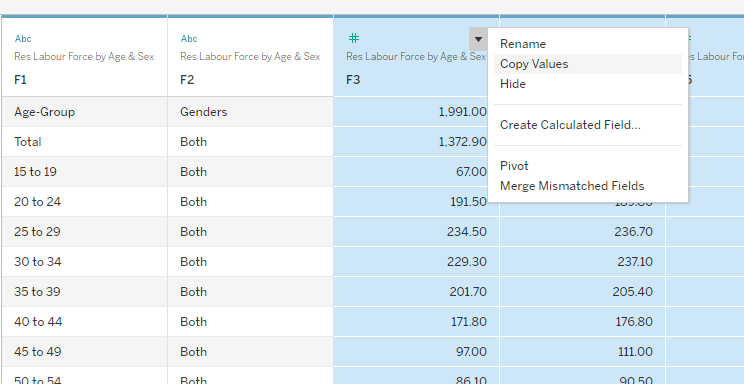 Abc
Res Labour Force by Age & Sex
F1
Abc
Res Labour Force by Age & Sex
F2
#
Res Labour Force by Age & Sex
F3
Rename
Copy Values
Hide
Create Calculated Field...
Pivot
Merge Mismatched Fields
Age-Group Genders 1,991.00
Total Both 1,372.90
15 to 19 Both 67.00
20 to 24 Both 191.50
25 to 29 Both 234.50 236.70
30 to 34 Both 229.30 237.10
35 to 39 Both 201.70 205.40
40 to 44 Both 171.80 176.80
45 to 49 Both 97.00 111.00
50 to 54 Both 86.10 90.50